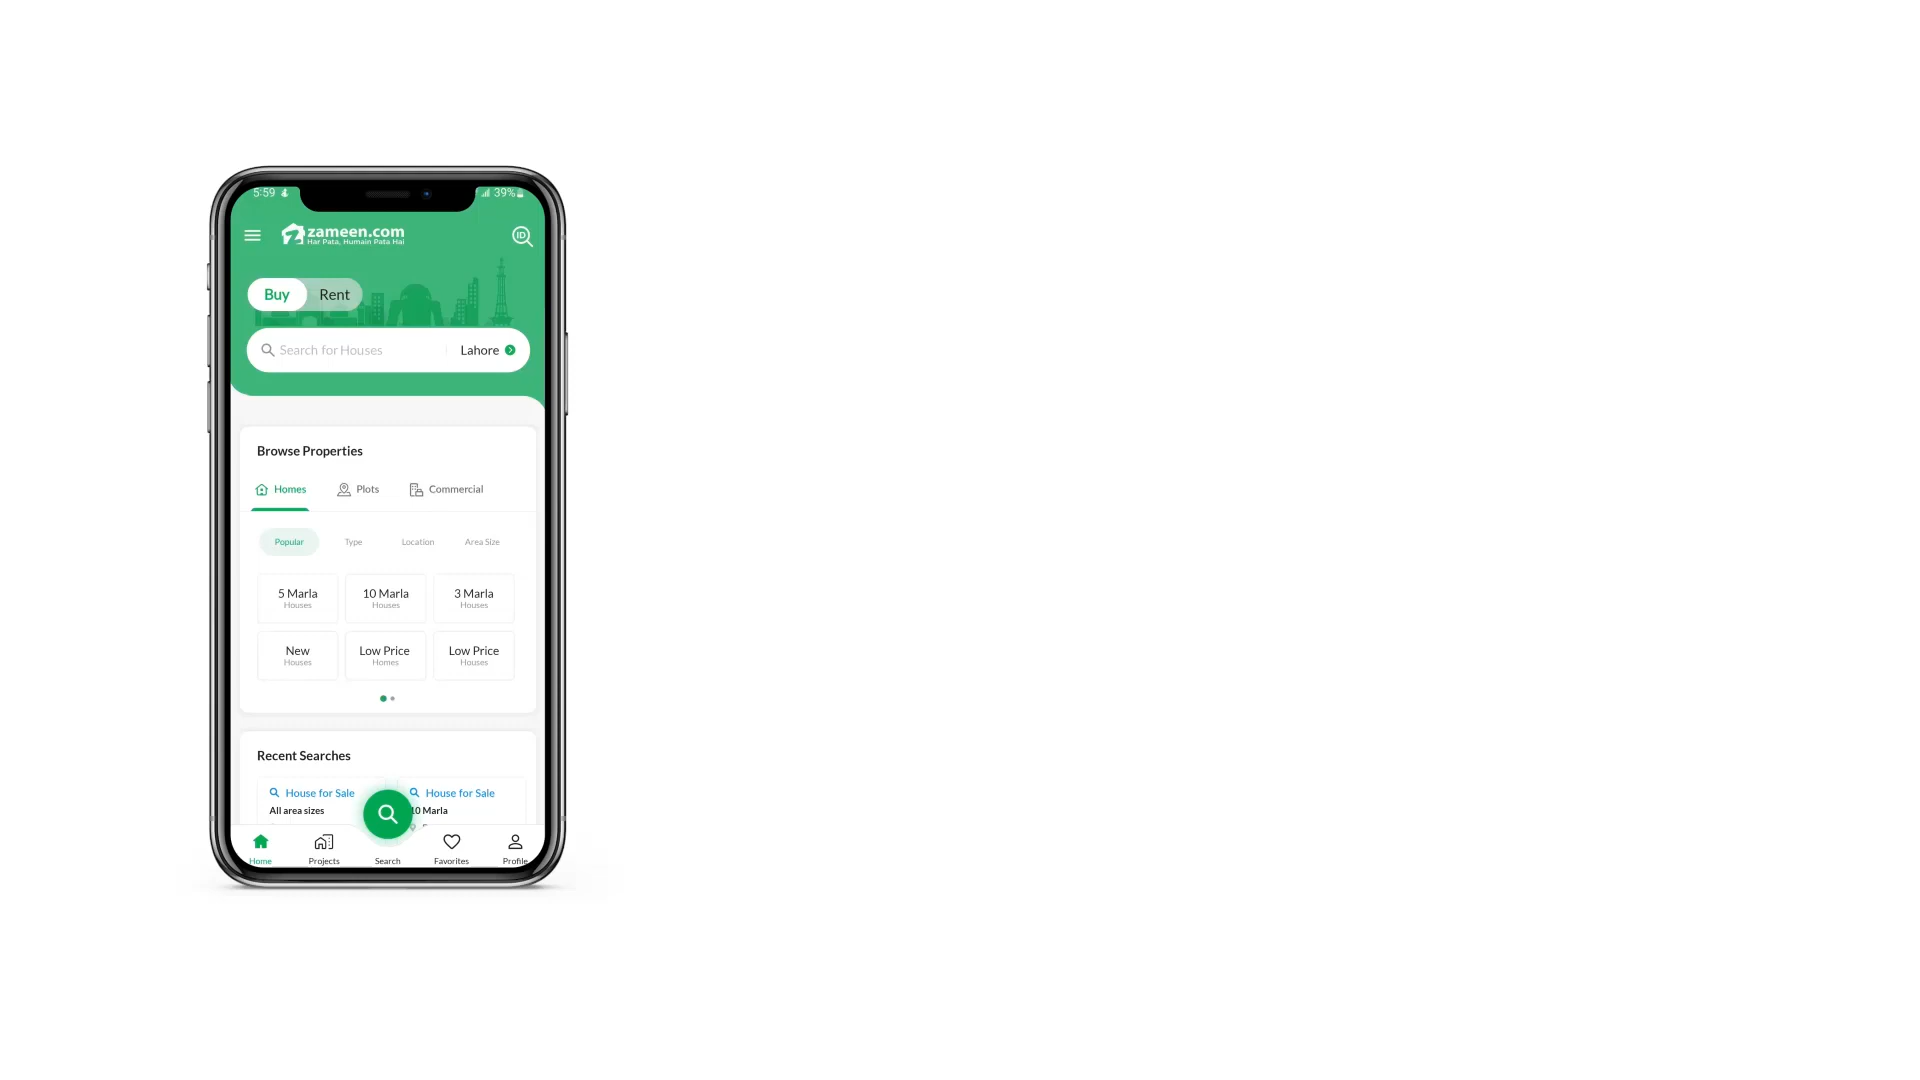 5:59
39%
zameen.com
Har Pata, Humain Pata Hai
ID
Buy Rent
Search for Houses Lahore
Browse Properties
Homes Plots Commercial
Popular Type Location Area Size
5 Marla 10 Marla 3 Marla
Houses Houses Houses
New Low Price Low Price
Houses Homes Houses
Recent Searches
House for Sale House for Sale
All area sizes 10 Marla
Home Projects Search Favorites Profile